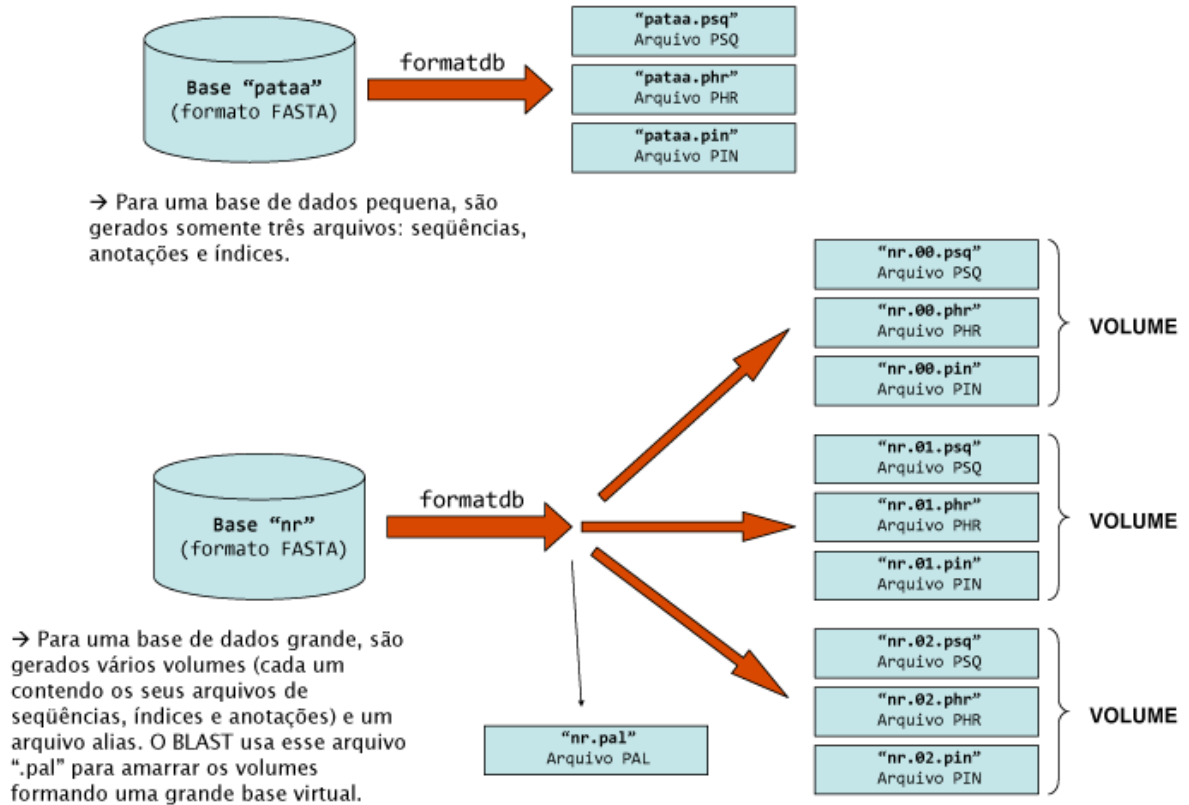 Base “pataa”
(formato FASTA)
formatdb
“pataa.psq”
Arquivo PSQ
“pataa.phr”
Arquivo PHR
“pataa.pin”
Arquivo PIN
→ Para uma base de dados pequena, são
gerados somente três arquivos: seqüências,
anotações e índices.
Base “nr”
(formato FASTA)
formatdb
“nr.00.psq”
Arquivo PSQ
“nr.00.phr”
Arquivo PHR
“nr.00.pin”
Arquivo PIN
VOLUME
“nr.01.psq”
Arquivo PSQ
“nr.01.phr”
Arquivo PHR
“nr.01.pin”
Arquivo PIN
VOLUME
“nr.02.psq”
Arquivo PSQ
“nr.02.phr”
Arquivo PHR
“nr.02.pin”
Arquivo PIN
VOLUME
“nr.pal”
Arquivo PAL
→ Para uma base de dados grande, são
gerados vários volumes (cada um
contendo os seus arquivos de
seqüências, índices e anotações) e um
arquivo alias. O BLAST usa esse arquivo
“.pal” para amarrar os volumes
formando uma grande base virtual.